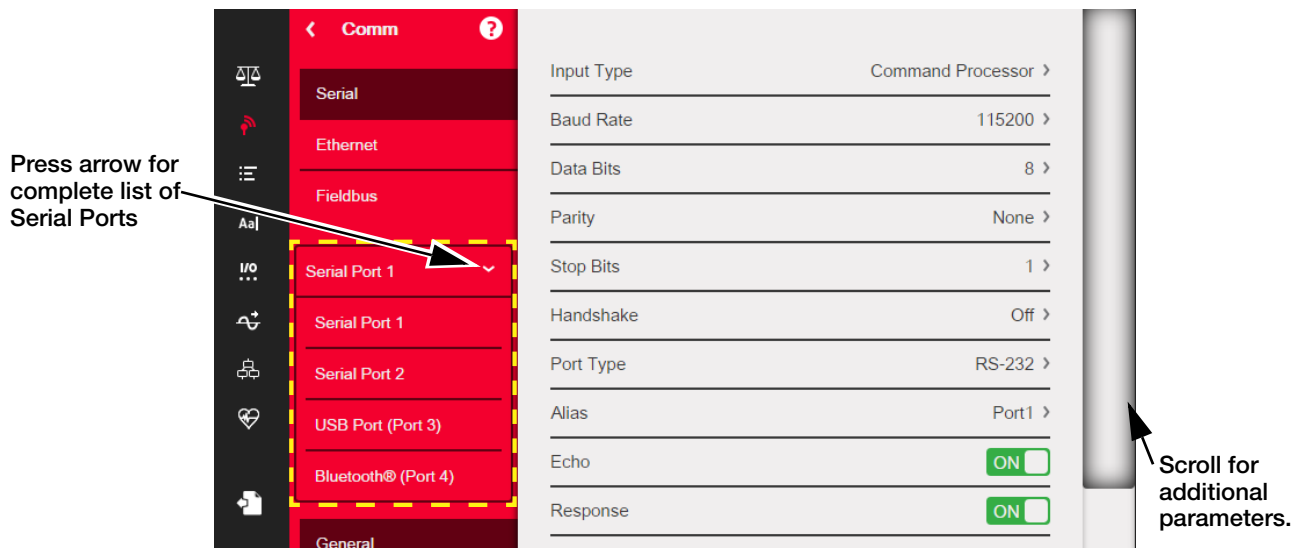 Comm
?
Serial
Ethernet
Press arrow for
complete list of
Serial Ports
Fieldbus
Aa
I/O
Serial Port 1
Serial Port 1
Serial Port 2
USB Port (Port 3)
Bluetooth® (Port 4)
General
Input Type Command Processor
Baud Rate 115200
Data Bits 8
Parity None
Stop Bits 1
Handshake Off
Port Type RS-232
Alias Port1
Echo ON
Response ON
Scroll for
additional
parameters.